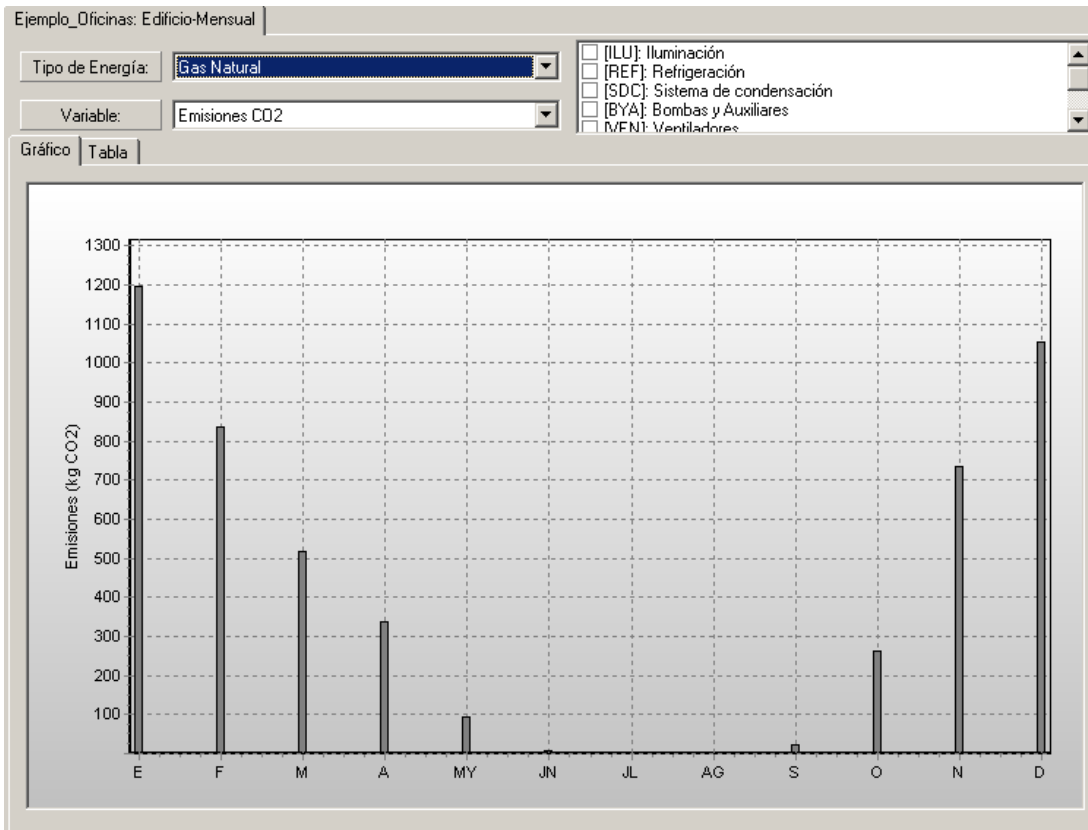 Ejemplo_Oficinas: Edificio-Mensual
Tipo de Energía:
Gas Natural
Variable:
Emisiones CO2
[ILU]: Iluminación
[REF]: Refrigeración
[SDC]: Sistema de condensación
[BYA]: Bombas y Auxiliares
[VEN]: Ventiladores
Gráfico
Tabla
1300
1200
1100
1000
900
800
700
600
500
400
300
200
100
Emisiones (kg CO2)
E F M A MY JN JL AG S O N D